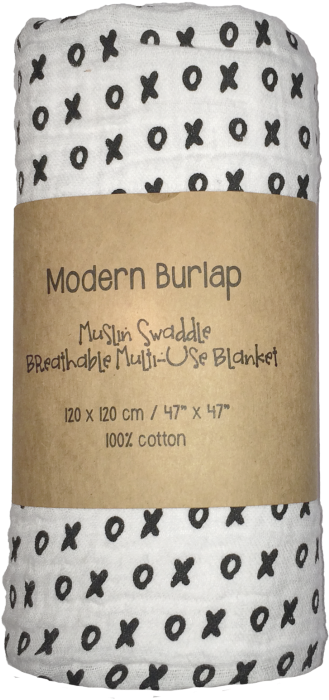 Modern Burlap
Muslin Swaddle
Breathable Multi-Use Blanket
120 x 120 cm / 47" x 47"
100% cotton